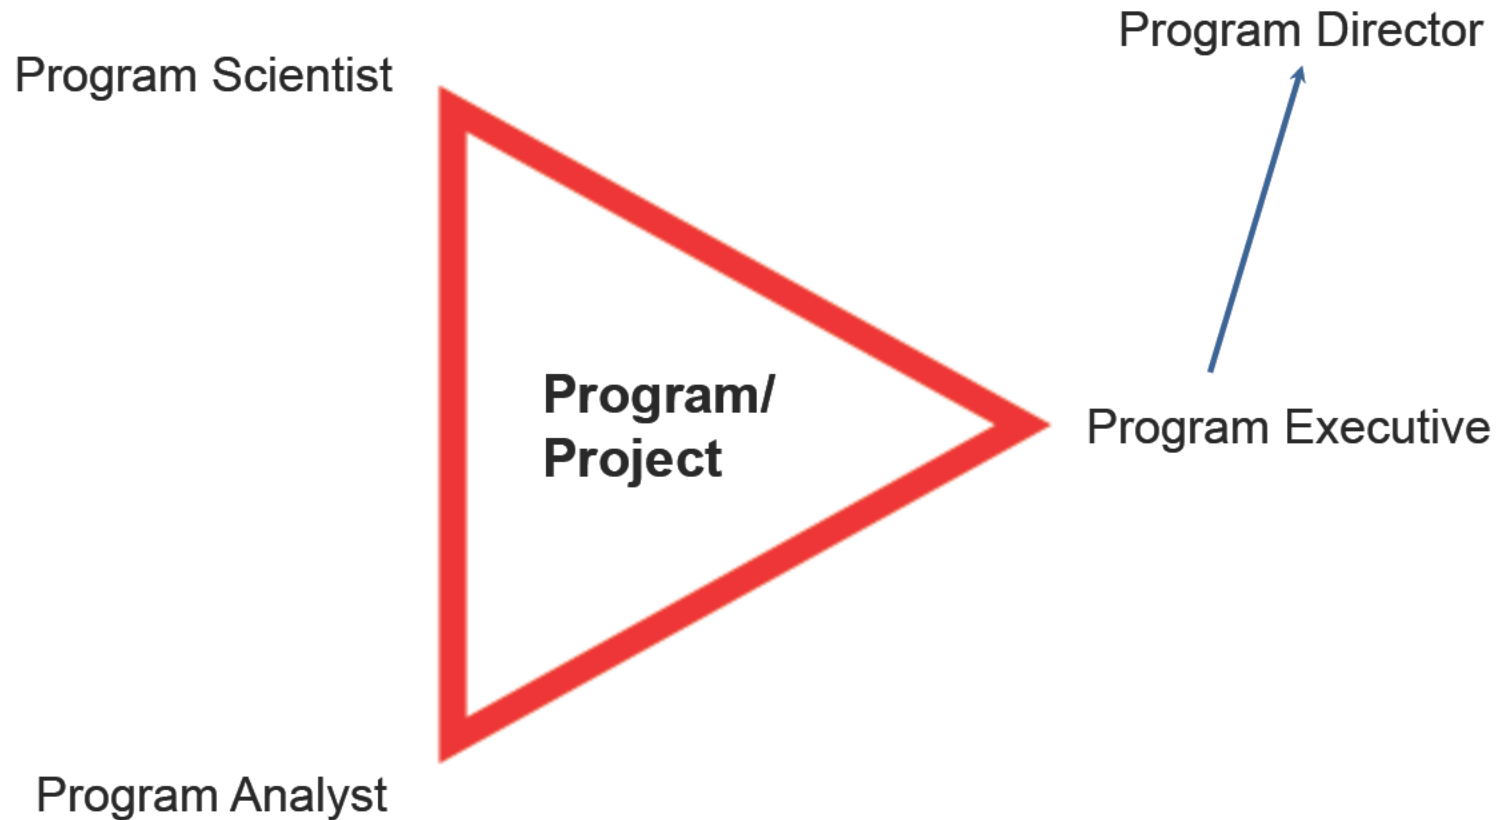 Program Director
Program Scientist
Program/
Project
Program Executive
Program Analyst